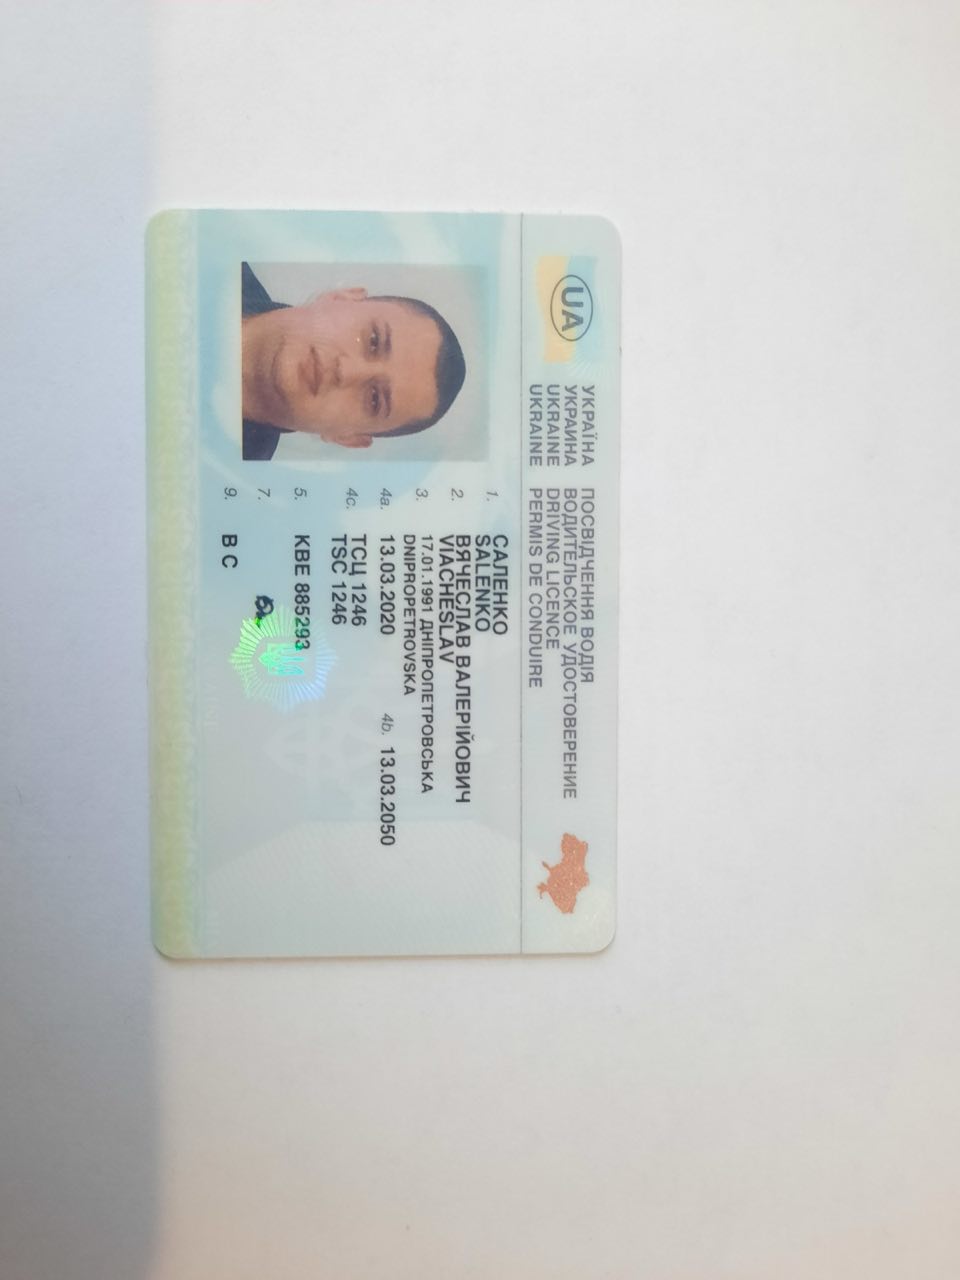 UA
УКРАЇНА ПОСВІДЧЕННЯ ВОДІЯ
УКРАИНА ВОДИТЕЛЬСКОЕ УДОСТОВЕРЕНИЕ
UKRAINE DRIVING LICENCE
UKRAINE PERMIS DE CONDUIRE
1. САЛЕНКО
SALENKO
2. ВЯЧЕСЛАВ ВАЛЕРІЙОВИЧ
VIACHESLAV
3. 17.01.1991 ДНІПРОПЕТРОВСЬКА
DNIPROPETROVSKA
4a. 13.03.2020 4b. 13.03.2050
4c. ТСЦ 1246
TSC 1246
5. KBE 885293
7.
9. B C